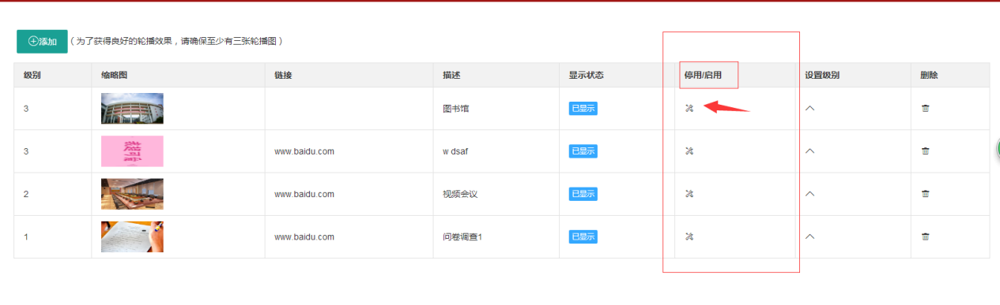 添加 (为了获得良好的轮播效果，请确保至少有三张轮播图)
级别 缩略图 链接 描述 显示状态 停用/启用 设置级别 删除
3 图书馆 已显示
3 www.baidu.com w dsaf 已显示
2 www.baidu.com 视频会议 已显示
1 www.baidu.com 问卷调查1 已显示